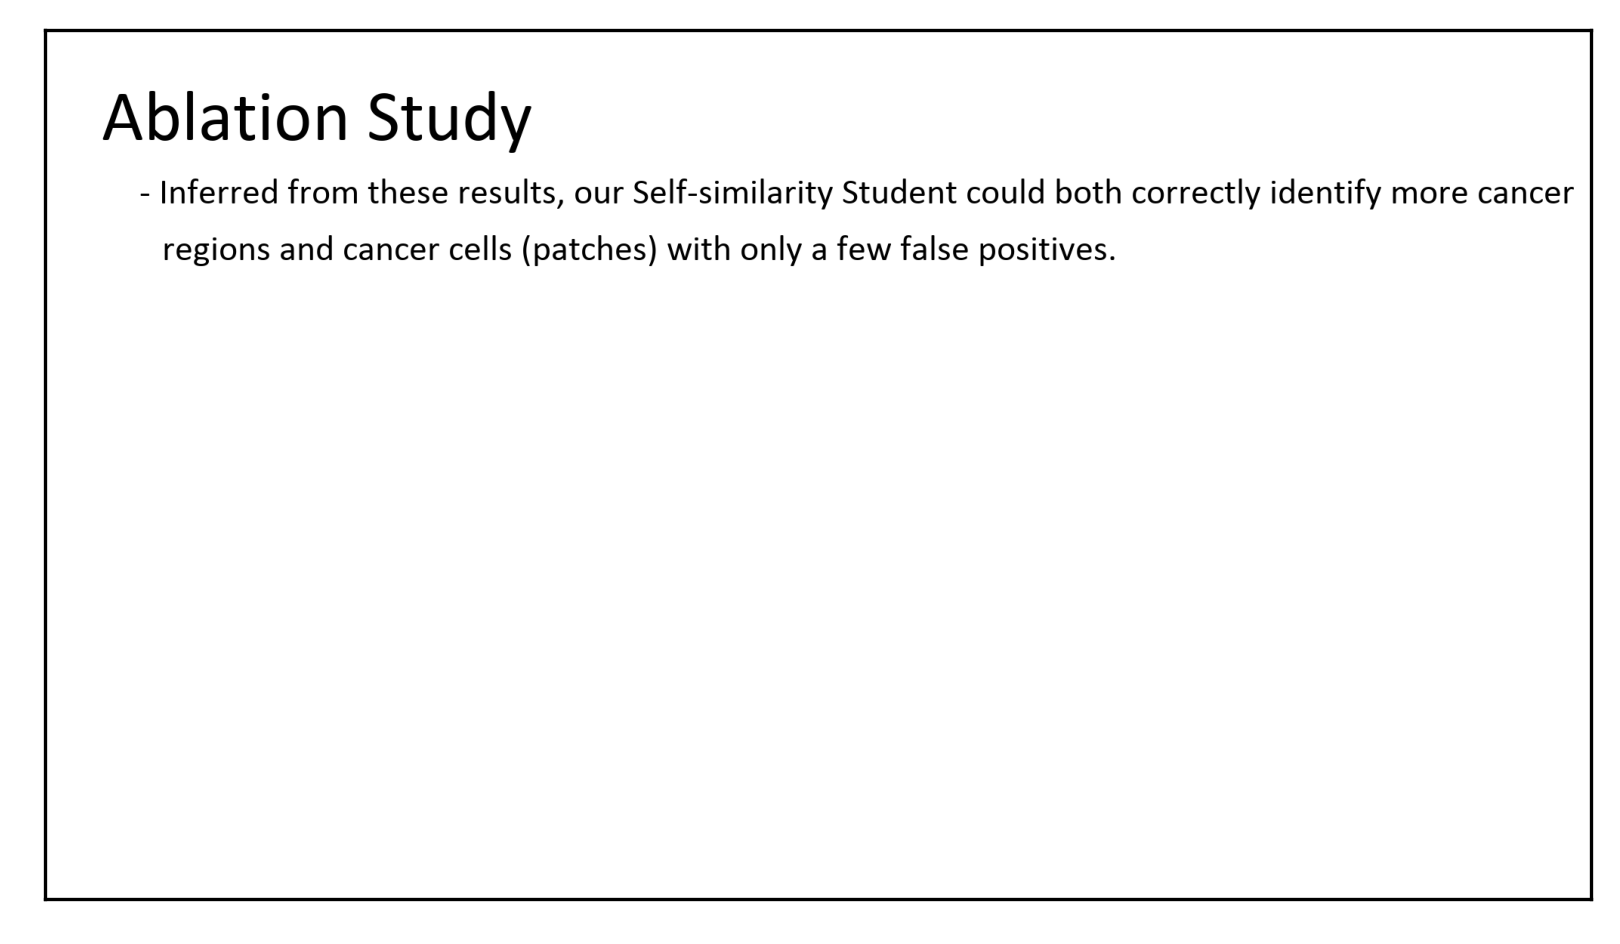 Ablation Study
- Inferred from these results, our Self-similarity Student could both correctly identify more cancer
regions and cancer cells (patches) with only a few false positives.